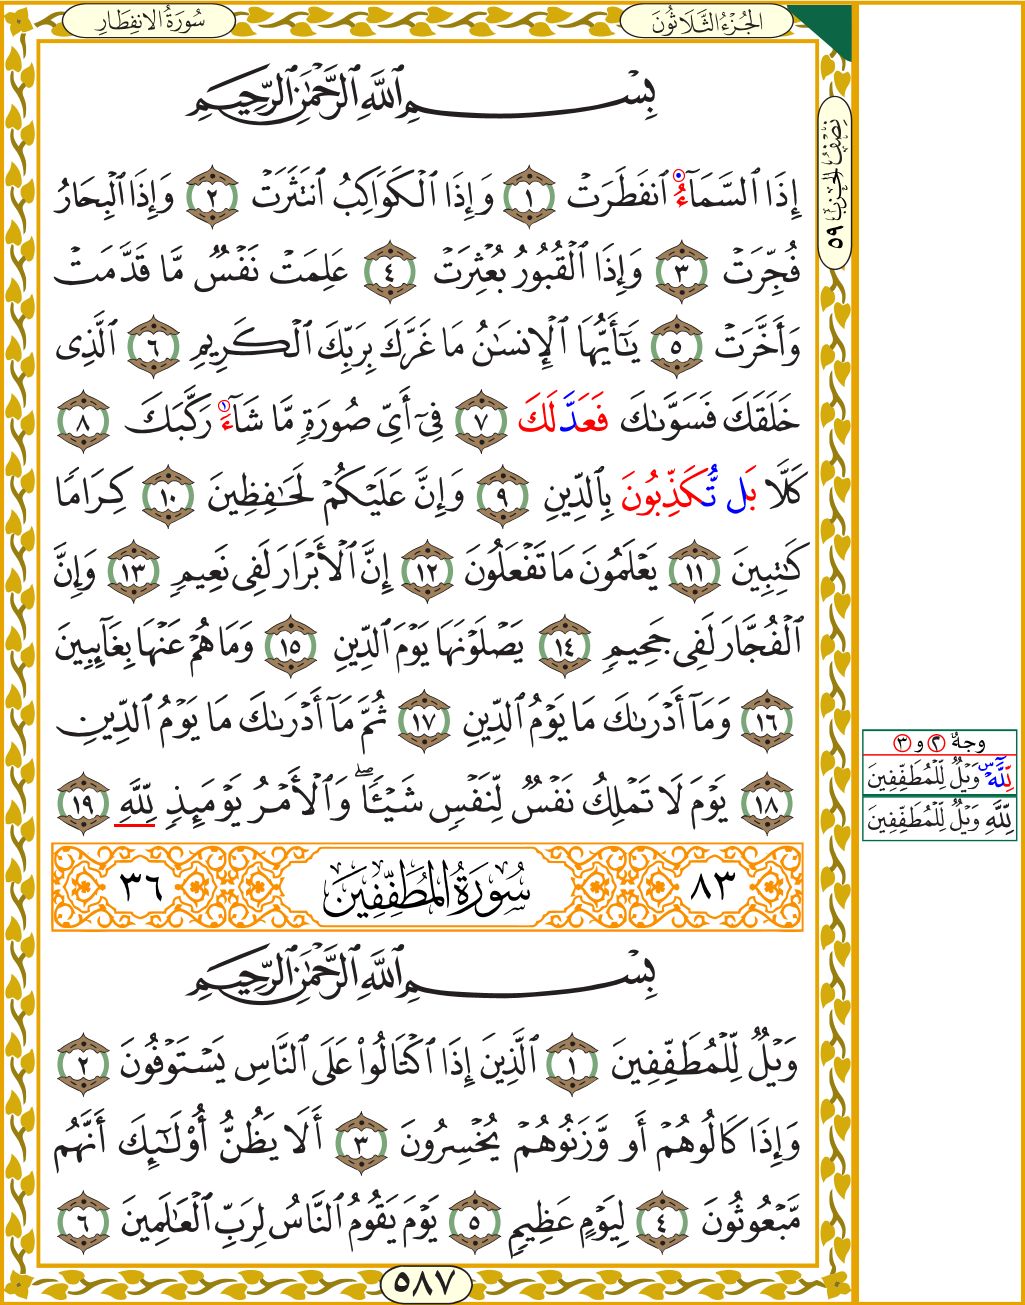 سُورَةُ الانفِطَارِ
الجُزءُ الثَّلَاثُونَ
نِصْفُ الحِزْبِ ٥٩
بِسْمِ ٱللَّهِ ٱلرَّحْمَٰنِ ٱلرَّحِيمِ
إِذَا ٱلسَّمَآءُ ٱنفَطَرَتْ ١ وَإِذَا ٱلْكَوَاكِبُ ٱنتَثَرَتْ ٢ وَإِذَا ٱلْبِحَارُ
فُجِّرَتْ ٣ وَإِذَا ٱلْقُبُورُ بُعْثِرَتْ ٤ عَلِمَتْ نَفْسٌ مَّا قَدَّمَتْ
وَأَخَّرَتْ ٥ يَٰٓأَيُّهَا ٱلْإِنسَٰنُ مَا غَرَّكَ بِرَبِّكَ ٱلْكَرِيمِ ٦ ٱلَّذِى
خَلَقَكَ فَسَوَّىٰكَ فَعَدَّلَكَ ٧ فِىٓ أَىِّ صُورَةٍ مَّا شَآءَ رَكَّبَكَ ٨
كَلَّا بَل تُّكَذِّبُونَ بِٱلدِّينِ ٩ وَإِنَّ عَلَيْكُمْ لَحَٰفِظِينَ ١٠ كِرَامًا
كَٰتِبِينَ ١١ يَعْلَمُونَ مَا تَفْعَلُونَ ١٢ إِنَّ ٱلْأَبْرَارَ لَفِى نَعِيمٍ ١٣ وَإِنَّ
ٱلْفُجَّارَ لَفِى جَحِيمٍ ١٤ يَصْلَوْنَهَا يَوْمَ ٱلدِّينِ ١٥ وَمَا هُمْ عَنْهَا بِغَآئِبِينَ
١٦ وَمَآ أَدْرَىٰكَ مَا يَوْمُ ٱلدِّينِ ١٧ ثُمَّ مَآ أَدْرَىٰكَ مَا يَوْمُ ٱلدِّينِ
١٨ يَوْمَ لَا تَمْلِكُ نَفْسٌ لِّنَفْسٍ شَيْـًٔا ۖ وَٱلْأَمْرُ يَوْمَئِذٍ لِّلَّهِ ١٩
٨٣ سُورَةُ المُطَفِّفِينَ ٣٦
بِسْمِ ٱللَّهِ ٱلرَّحْمَٰنِ ٱلرَّحِيمِ
وَيْلٌ لِّلْمُطَفِّفِينَ ١ ٱلَّذِينَ إِذَا ٱكْتَالُوا۟ عَلَى ٱلنَّاسِ يَسْتَوْفُونَ ٢
وَإِذَا كَالُوهُمْ أَو وَّزَنُوهُمْ يُخْسِرُونَ ٣ أَلَا يَظُنُّ أُو۟لَٰٓئِكَ أَنَّهُم
مَّبْعُوثُونَ ٤ لِيَوْمٍ عَظِيمٍ ٥ يَوْمَ يَقُومُ ٱلنَّاسُ لِرَبِّ ٱلْعَٰلَمِينَ ٦
٥٨٧
وجهٌ ٢ و ٣
لِّلَّهِ ۜ وَيْلٌ لِّلْمُطَفِّفِينَ
لِّلَّهِ وَيْلٌ لِّلْمُطَفِّفِينَ